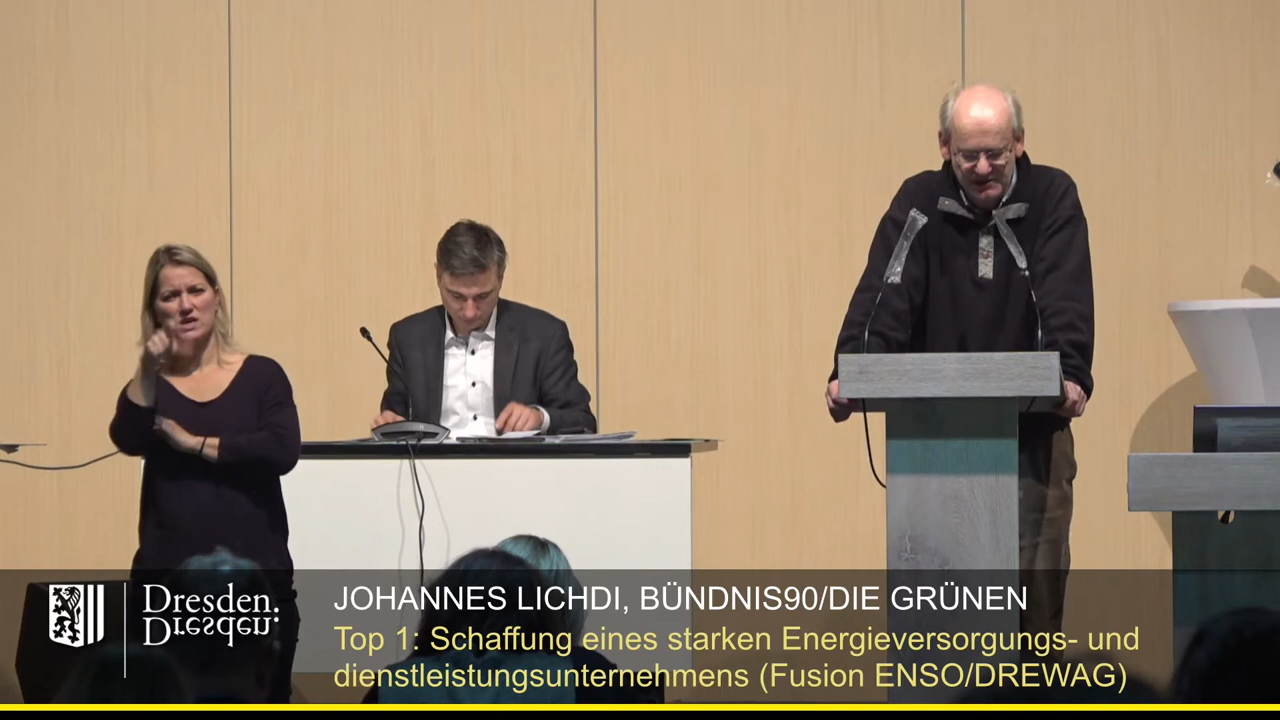 Dresden.
Dresden.
JOHANNES LICHDI, BÜNDNIS90/DIE GRÜNEN
Top 1: Schaffung eines starken Energieversorgungs- und
dienstleistungsunternehmens (Fusion ENSO/DREWAG)